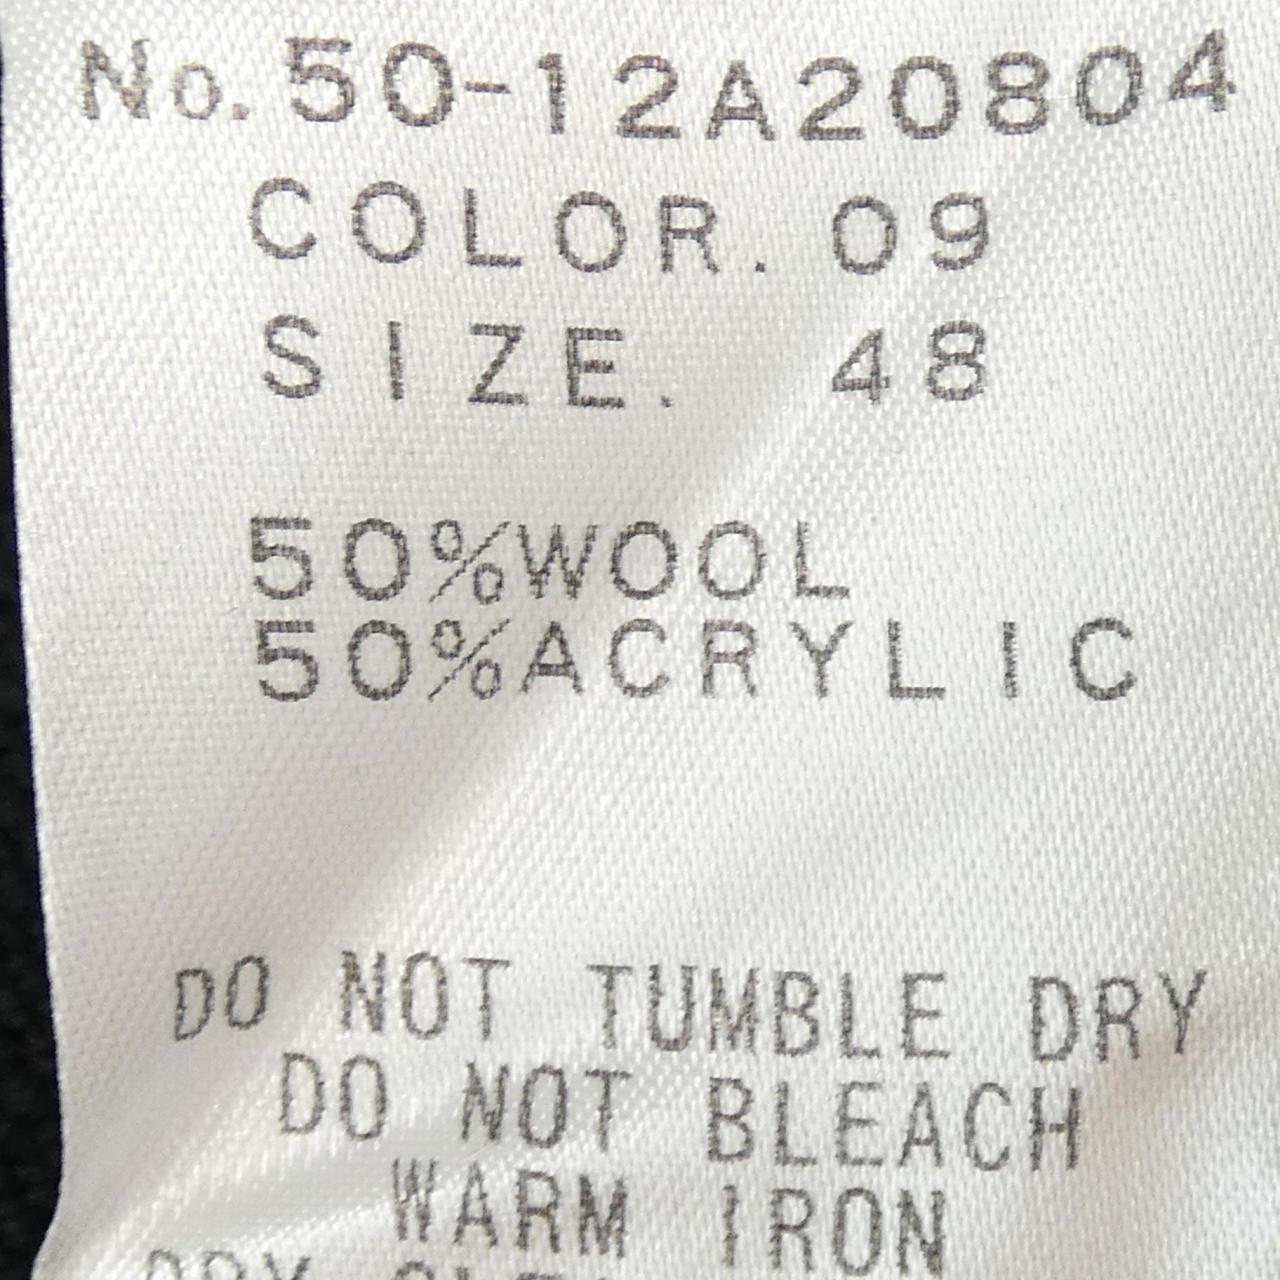 No. 50-12A20804
COLOR. 09
SIZE. 48
50%WOOL
50%ACRYLIC
DO NOT TUMBLE DRY
DO NOT BLEACH
WARM IRON
DRY